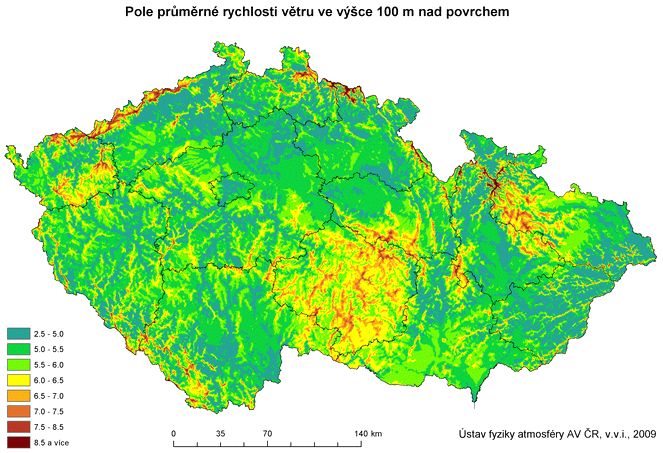 Pole průměrné rychlosti větru ve výšce 100 m nad povrchem
2.5 - 5.0
5.0 - 5.5
5.5 - 6.0
6.0 - 6.5
6.5 - 7.0
7.0 - 7.5
7.5 - 8.5
8.5 a více
0 35 70 140 km
Ústav fyziky atmosféry AV ČR, v.v.i., 2009